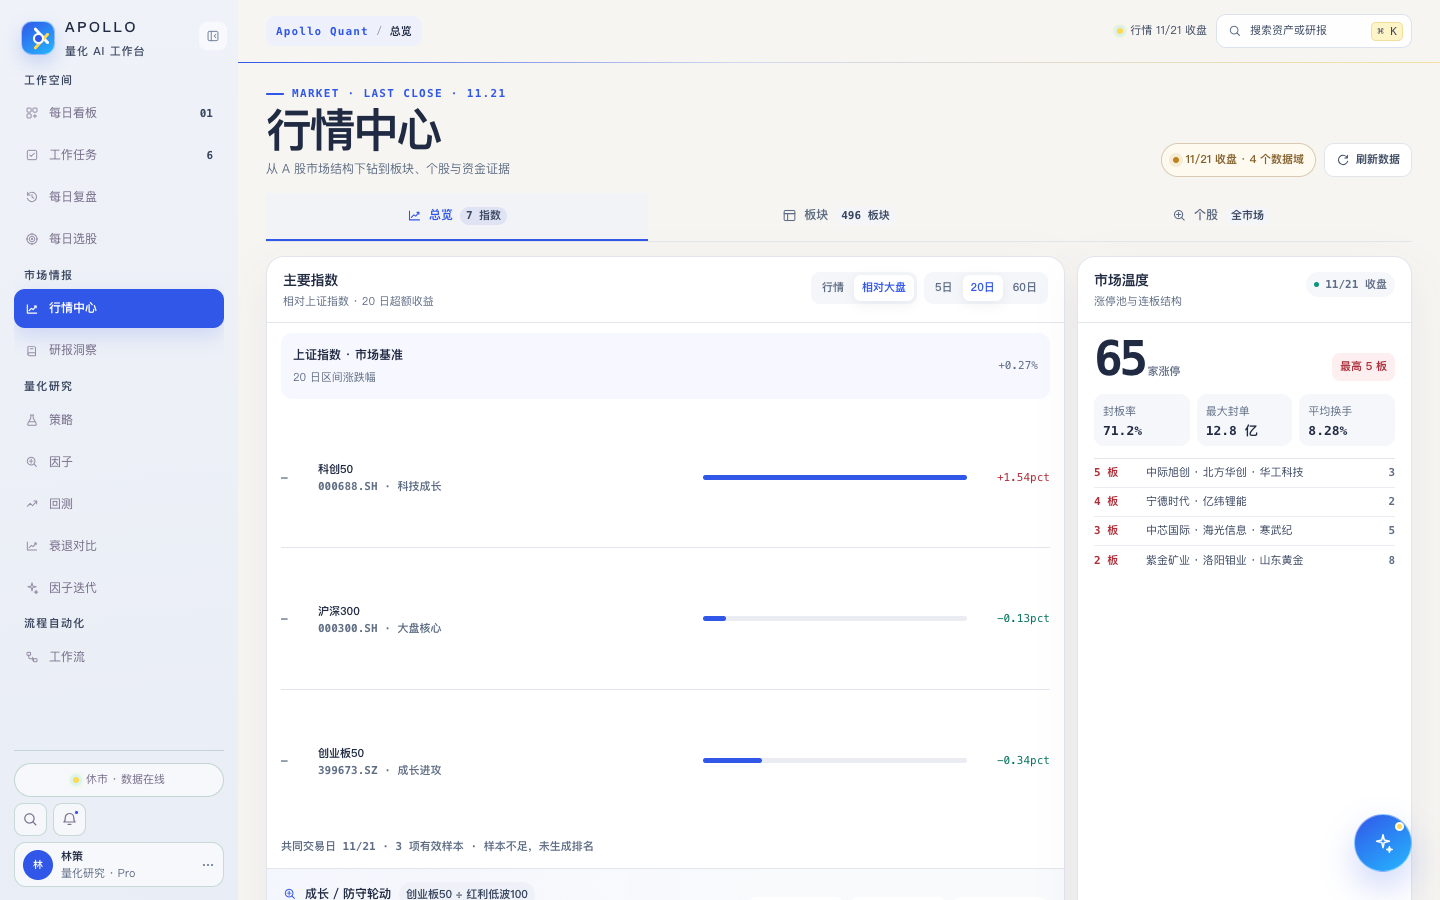 APOLLO
量化 AI 工作台
工作空间
每日看板 01
工作任务 6
每日复盘
每日选股
市场情报
行情中心
研报洞察
量化研究
策略
因子
回测
衰退对比
因子迭代
流程自动化
工作流
休市 · 数据在线
林
林策
量化研究 · Pro
Apollo Quant / 总览
行情 11/21 收盘
搜索资产或研报 ⌘ K
MARKET · LAST CLOSE · 11.21
行情中心
从 A 股市场结构下钻到板块、个股与资金证据
11/21 收盘 · 4 个数据域
刷新数据
总览 7 指数
板块 496 板块
个股 全市场
主要指数
相对上证指数 · 20 日超额收益
行情 相对大盘
5日 20日 60日
上证指数 · 市场基准
20 日区间涨跌幅
+0.27%
— 科创50
000688.SH · 科技成长
+1.54pct
— 沪深300
000300.SH · 大盘核心
−0.13pct
— 创业板50
399673.SZ · 成长进攻
−0.34pct
共同交易日 11/21 · 3 项有效样本 · 样本不足，未生成排名
成长 / 防守轮动 创业板50 ÷ 红利低波100
市场温度
涨停池与连板结构
11/21 收盘
65家涨停
最高 5 板
封板率
71.2%
最大封单
12.8 亿
平均换手
8.28%
5 板 中际旭创 · 北方华创 · 华工科技 3
4 板 宁德时代 · 亿纬锂能 2
3 板 中芯国际 · 海光信息 · 寒武纪 5
2 板 紫金矿业 · 洛阳钼业 · 山东黄金 8